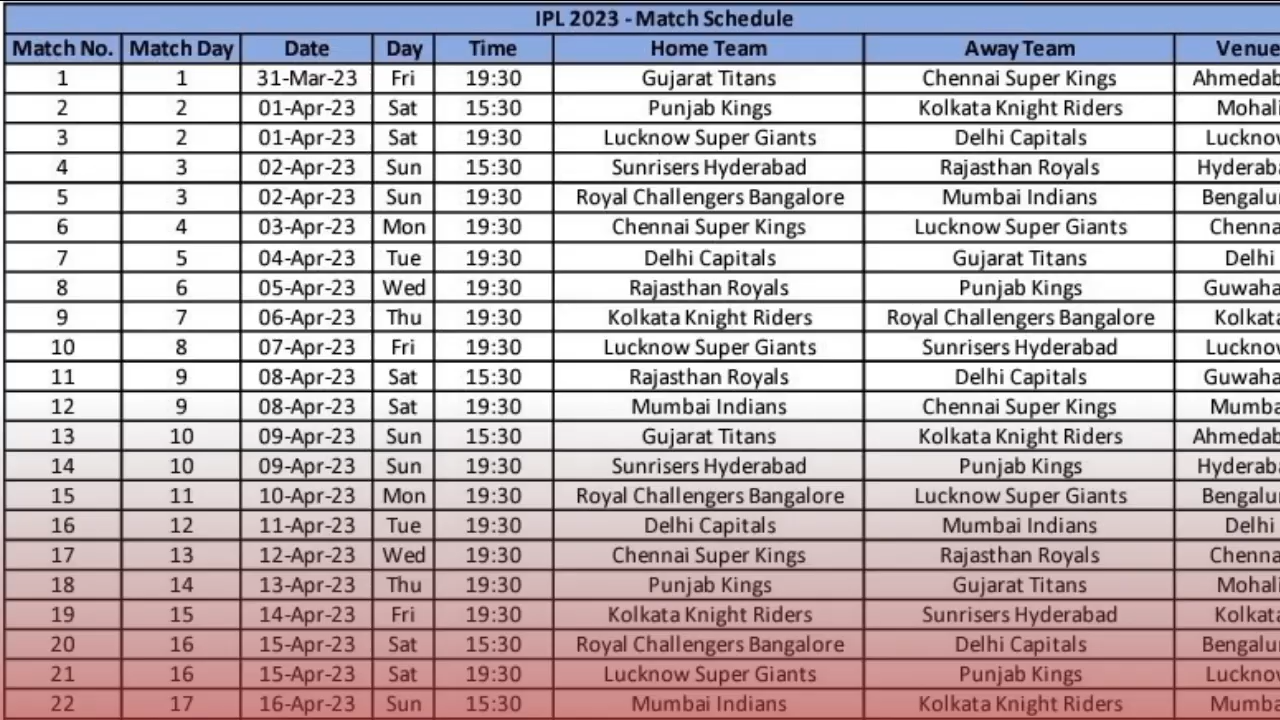 IPL 2023 - Match Schedule
Match No. Match Day Date Day Time Home Team Away Team Venue
1 1 31-Mar-23 Fri 19:30 Gujarat Titans Chennai Super Kings Ahmedab
2 2 01-Apr-23 Sat 15:30 Punjab Kings Kolkata Knight Riders Mohali
3 2 01-Apr-23 Sat 19:30 Lucknow Super Giants Delhi Capitals Lucknow
4 3 02-Apr-23 Sun 15:30 Sunrisers Hyderabad Rajasthan Royals Hyderaba
5 3 02-Apr-23 Sun 19:30 Royal Challengers Bangalore Mumbai Indians Bengalur
6 4 03-Apr-23 Mon 19:30 Chennai Super Kings Lucknow Super Giants Chenna
7 5 04-Apr-23 Tue 19:30 Delhi Capitals Gujarat Titans Delhi
8 6 05-Apr-23 Wed 19:30 Rajasthan Royals Punjab Kings Guwaha
9 7 06-Apr-23 Thu 19:30 Kolkata Knight Riders Royal Challengers Bangalore Kolkata
10 8 07-Apr-23 Fri 19:30 Lucknow Super Giants Sunrisers Hyderabad Lucknow
11 9 08-Apr-23 Sat 15:30 Rajasthan Royals Delhi Capitals Guwaha
12 9 08-Apr-23 Sat 19:30 Mumbai Indians Chennai Super Kings Mumba
13 10 09-Apr-23 Sun 15:30 Gujarat Titans Kolkata Knight Riders Ahmedab
14 10 09-Apr-23 Sun 19:30 Sunrisers Hyderabad Punjab Kings Hyderaba
15 11 10-Apr-23 Mon 19:30 Royal Challengers Bangalore Lucknow Super Giants Bengalur
16 12 11-Apr-23 Tue 19:30 Delhi Capitals Mumbai Indians Delhi
17 13 12-Apr-23 Wed 19:30 Chennai Super Kings Rajasthan Royals Chenna
18 14 13-Apr-23 Thu 19:30 Punjab Kings Gujarat Titans Mohali
19 15 14-Apr-23 Fri 19:30 Kolkata Knight Riders Sunrisers Hyderabad Kolkata
20 16 15-Apr-23 Sat 15:30 Royal Challengers Bangalore Delhi Capitals Bengalur
21 16 15-Apr-23 Sat 19:30 Lucknow Super Giants Punjab Kings Lucknow
22 17 16-Apr-23 Sun 15:30 Mumbai Indians Kolkata Knight Riders Mumba